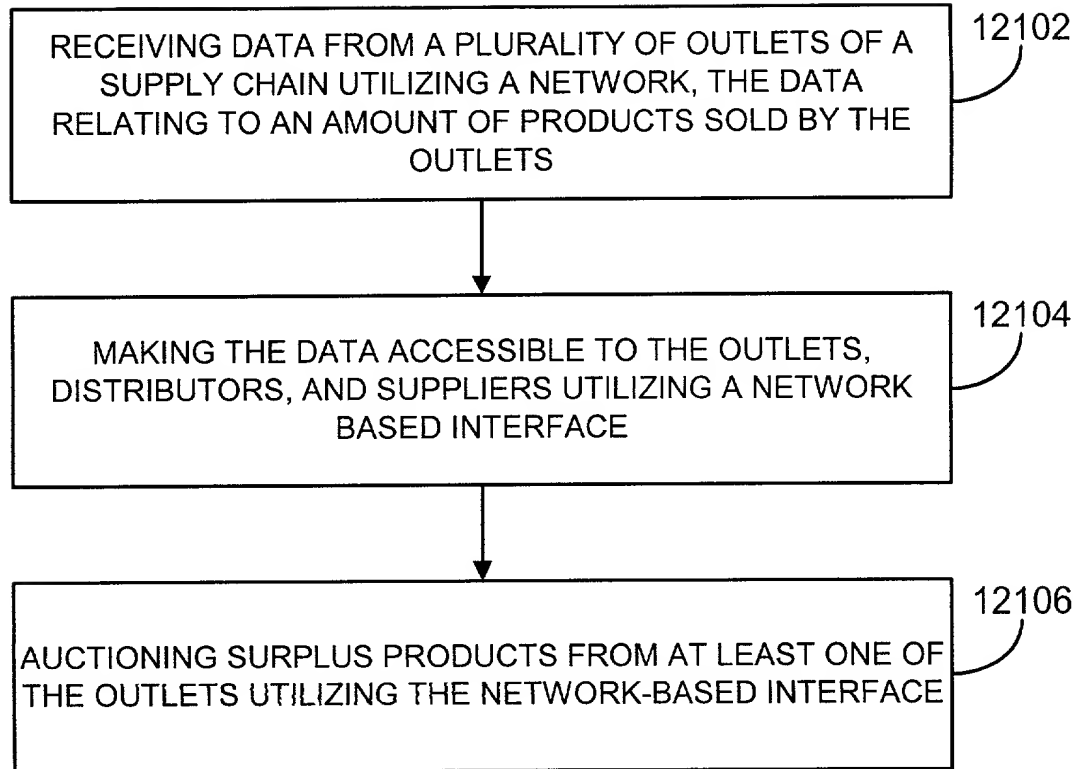 RECEIVING DATA FROM A PLURALITY OF OUTLETS OF A
SUPPLY CHAIN UTILIZING A NETWORK, THE DATA
RELATING TO AN AMOUNT OF PRODUCTS SOLD BY THE
OUTLETS
12102
MAKING THE DATA ACCESSIBLE TO THE OUTLETS,
DISTRIBUTORS, AND SUPPLIERS UTILIZING A NETWORK
BASED INTERFACE
12104
AUCTIONING SURPLUS PRODUCTS FROM AT LEAST ONE OF
THE OUTLETS UTILIZING THE NETWORK-BASED INTERFACE
12106